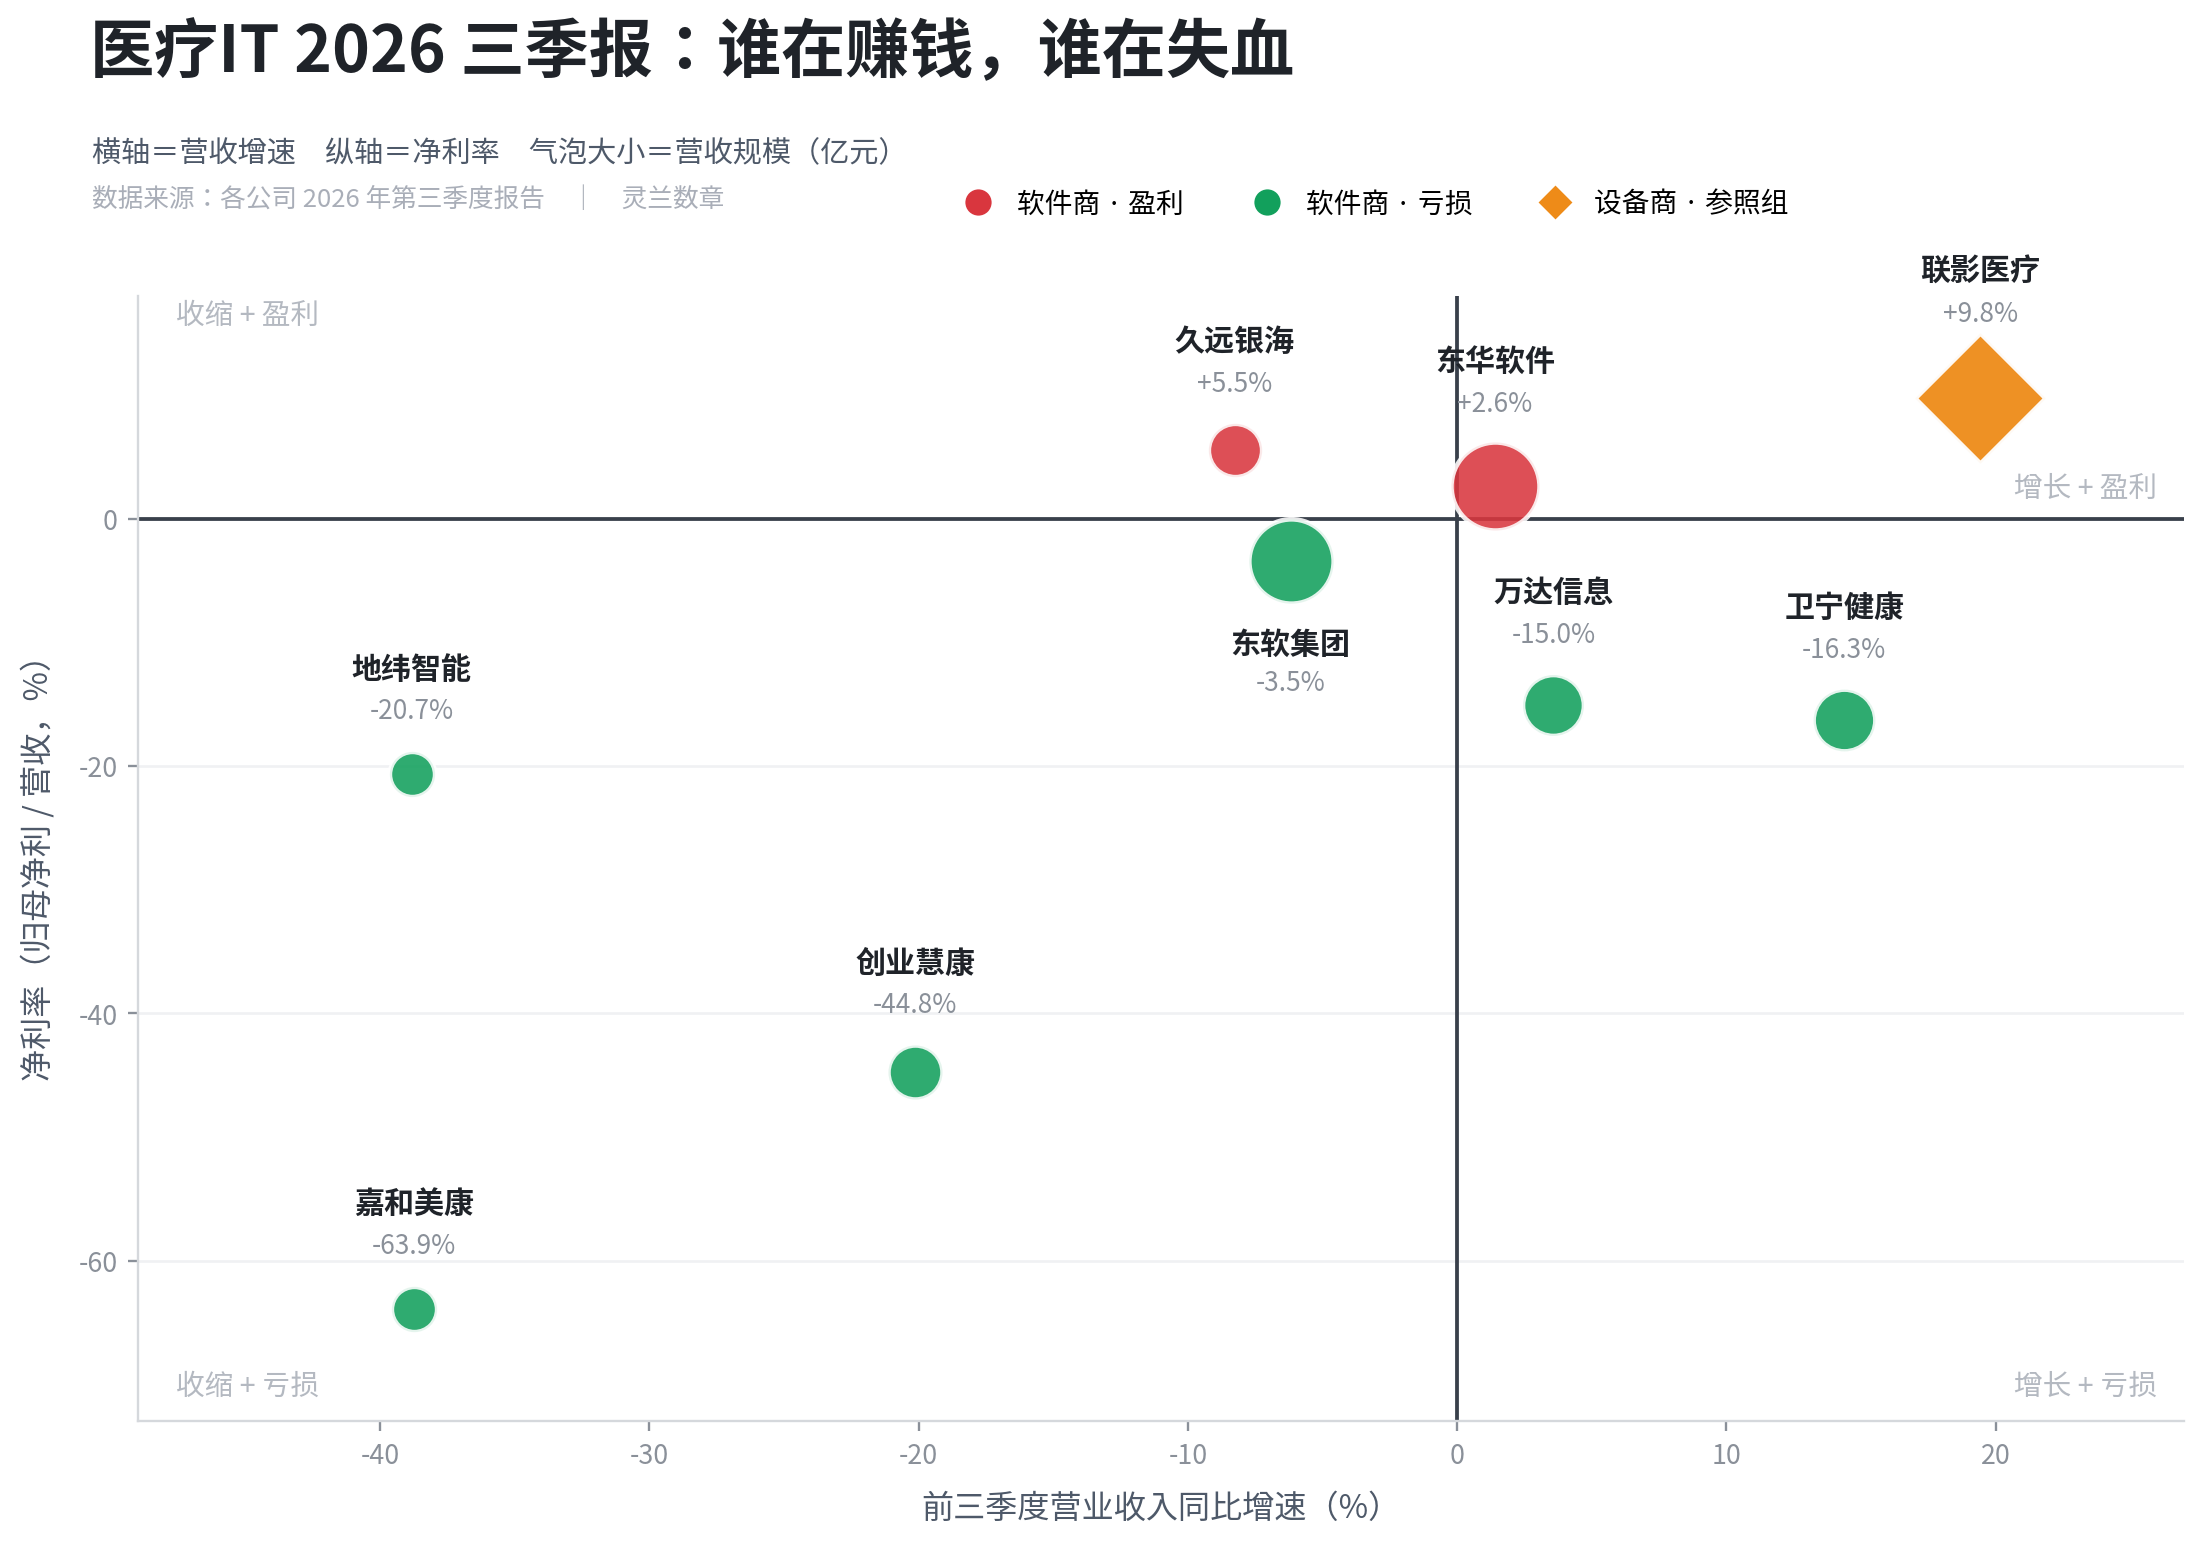 医疗IT 2026 三季报：谁在赚钱，谁在失血
横轴＝营收增速　纵轴＝净利率　气泡大小＝营收规模（亿元）
数据来源：各公司 2026 年第三季度报告　｜　灵兰数章
软件商 · 盈利
软件商 · 亏损
设备商 · 参照组
联影医疗
+9.8%
收缩 + 盈利
久远银海
+5.5%
东华软件
+2.6%
增长 + 盈利
0
万达信息
-15.0%
卫宁健康
-16.3%
东软集团
-3.5%
地纬智能
-20.7%
-20
创业慧康
-44.8%
-40
嘉和美康
-63.9%
-60
收缩 + 亏损
增长 + 亏损
净利率（归母净利 / 营收，%）
-40
-30
-20
-10
0
10
20
前三季度营业收入同比增速（%）